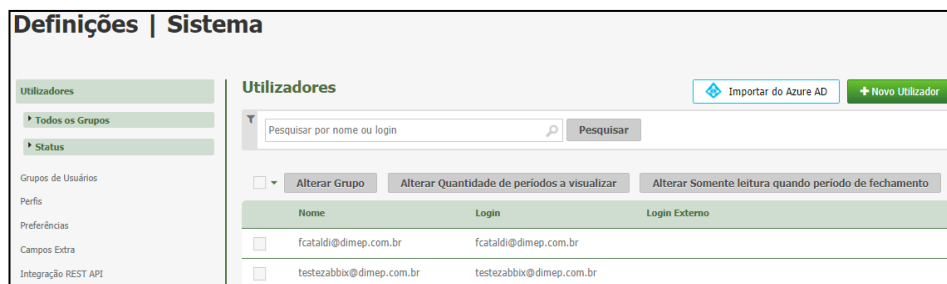 Definições | Sistema
Utilizadores
Todos os Grupos
Status
Grupos de Usuários
Perfis
Preferências
Campos Extra
Integração REST API
Utilizadores
Importar do Azure AD
+ Novo Utilizador
Pesquisar por nome ou login
Pesquisar
Alterar Grupo Alterar Quantidade de períodos a visualizar Alterar Somente leitura quando período de fechamento
Nome Login Login Externo
fcataldi@dimep.com.br fcataldi@dimep.com.br
testezabbix@dimep.com.br testezabbix@dimep.com.br